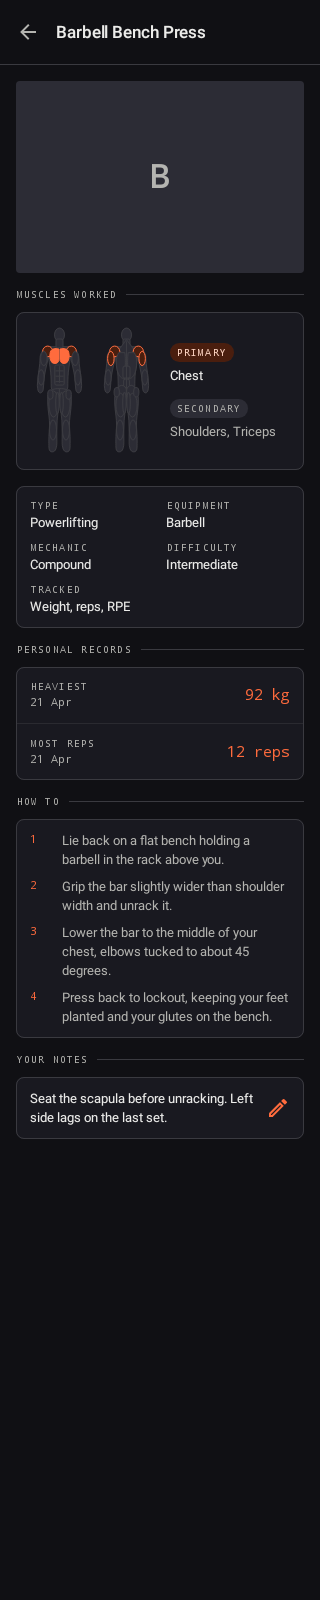 Barbell Bench Press
B
MUSCLES WORKED
PRIMARY
Chest
SECONDARY
Shoulders, Triceps
TYPE
Powerlifting
EQUIPMENT
Barbell
MECHANIC
Compound
DIFFICULTY
Intermediate
TRACKED
Weight, reps, RPE
PERSONAL RECORDS
HEAVIEST
21 Apr
92 kg
MOST REPS
21 Apr
12 reps
HOW TO
1 Lie back on a flat bench holding a
barbell in the rack above you.
2 Grip the bar slightly wider than shoulder
width and unrack it.
3 Lower the bar to the middle of your
chest, elbows tucked to about 45
degrees.
4 Press back to lockout, keeping your feet
planted and your glutes on the bench.
YOUR NOTES
Seat the scapula before unracking. Left
side lags on the last set.